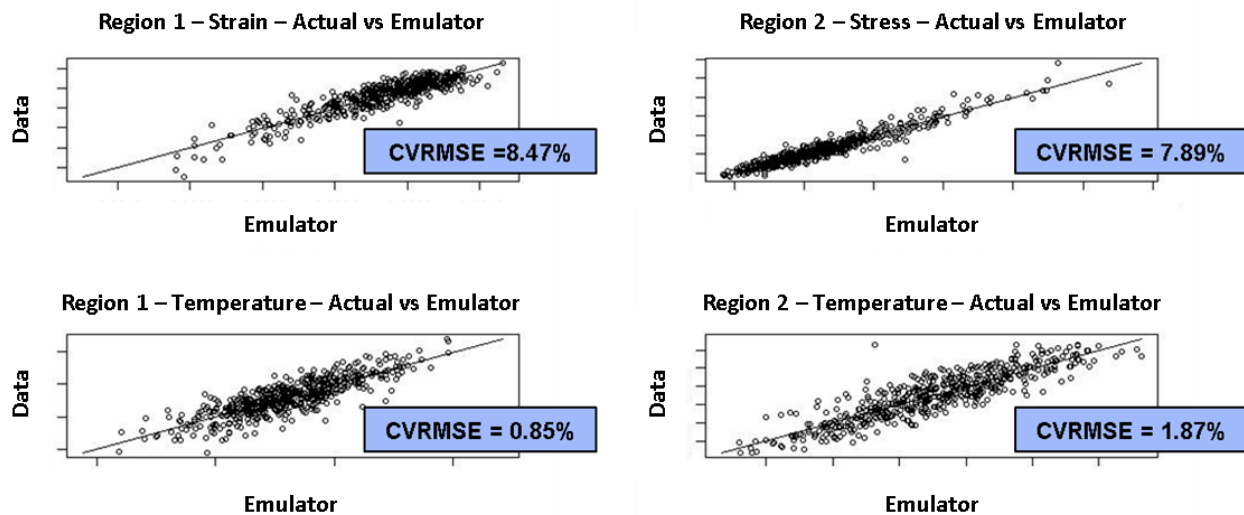 Region 1 – Strain – Actual vs Emulator
Data
CVRMSE =8.47%
Emulator
Region 2 – Stress – Actual vs Emulator
Data
CVRMSE = 7.89%
Emulator
Region 1 – Temperature – Actual vs Emulator
Data
CVRMSE = 0.85%
Emulator
Region 2 – Temperature – Actual vs Emulator
Data
CVRMSE = 1.87%
Emulator